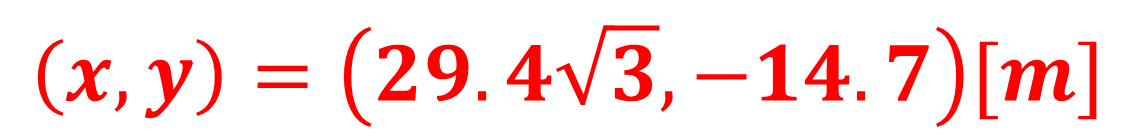 (x, y) = (29.4√3, −14.7)[m]